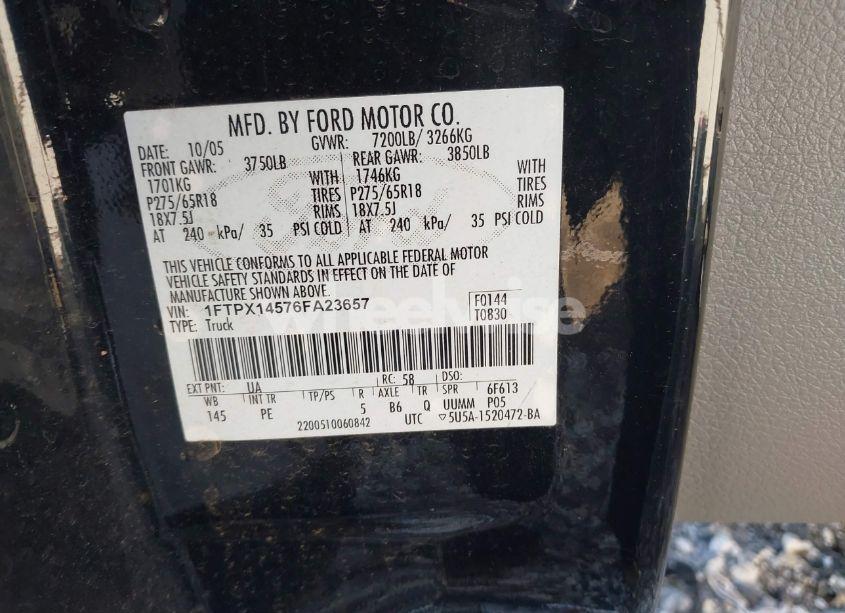 MFD. BY FORD MOTOR CO.
DATE: 10/05 GVWR: 7200LB/ 3266KG
FRONT GAWR: 3750LB REAR GAWR: 3850LB
1701KG WITH 1746KG WITH
P275/65R18 TIRES P275/65R18 TIRES
18X7.5J RIMS 18X7.5J RIMS
AT 240 kPa/ 35 PSI COLD AT 240 kPa/ 35 PSI COLD
THIS VEHICLE CONFORMS TO ALL APPLICABLE FEDERAL MOTOR
VEHICLE SAFETY STANDARDS IN EFFECT ON THE DATE OF
MANUFACTURE SHOWN ABOVE.
VIN: 1FTPX14576FA23657 F0144
TYPE: Truck T0830
wheelwise
EXT PNT: UA RC: 58 DSO:
WB INT TR TP/PS R AXLE TR SPR 6F613
145 PE 5 B6 Q UUMM P05
2200510060842 UTC ▽5U5A-1520472-BA